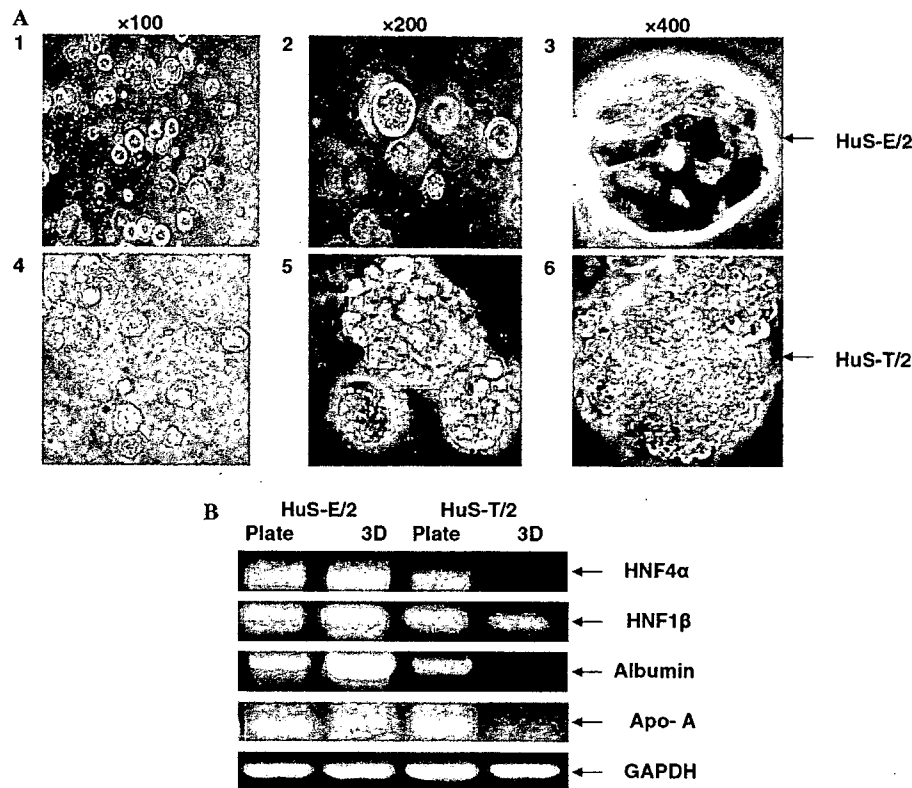 A
×100 ×200 ×400
1 2 3
HuS-E/2
4 5 6
HuS-T/2
B
HuS-E/2 HuS-T/2
Plate 3D Plate 3D
HNF4α
HNF1β
Albumin
Apo- A
GAPDH